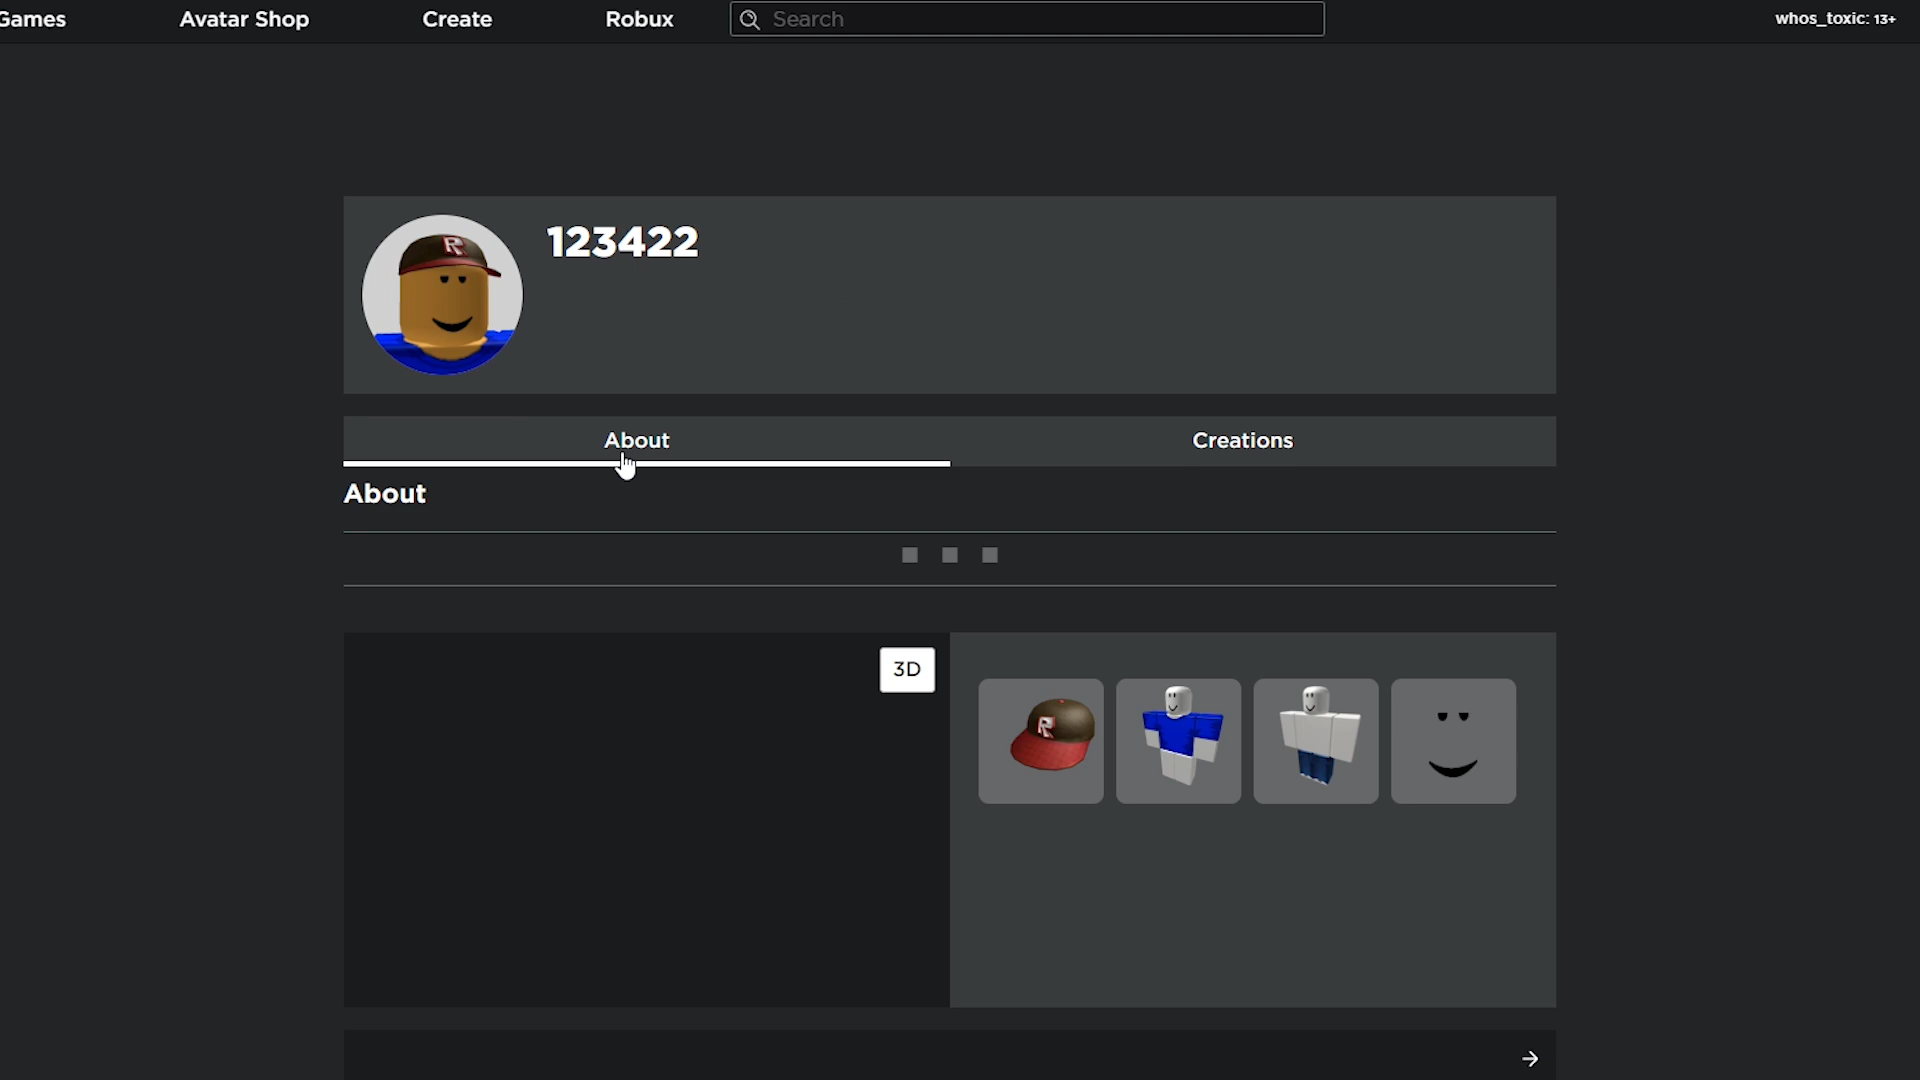 Games Avatar Shop Create Robux Search whos_toxic: 13+
123422
About Creations
About
3D